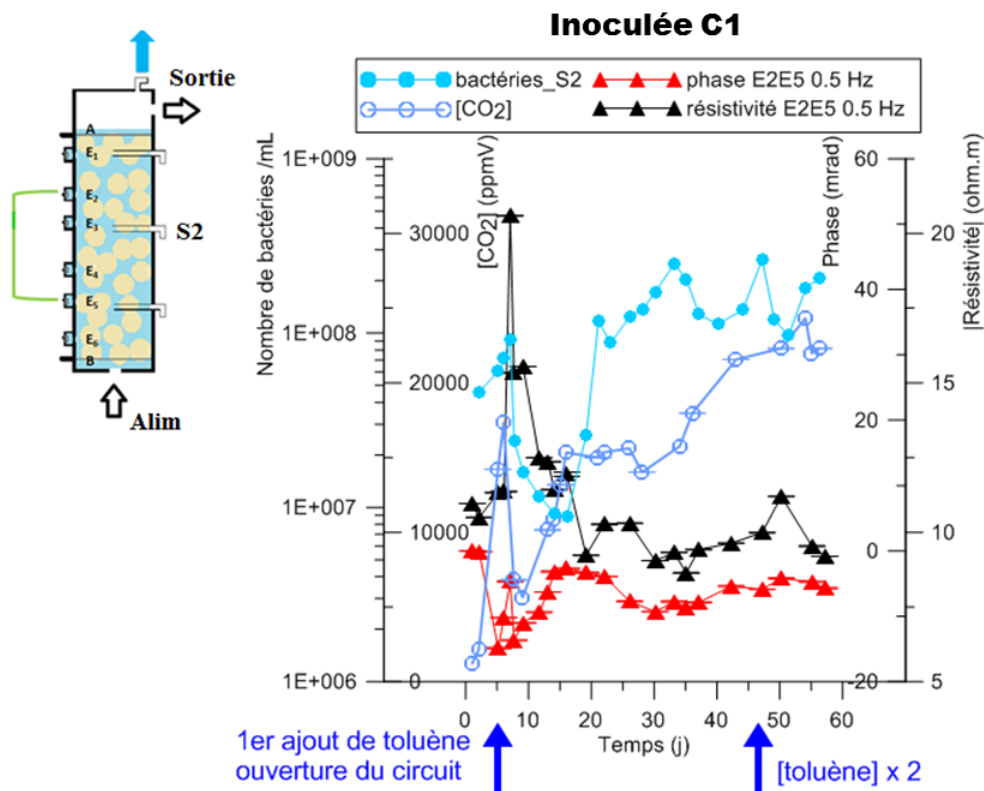 Inoculée C1
Sortie
A
E1
E2
E3
S2
E4
E5
E6
B
Alim
bactéries_S2
phase E2E5 0.5 Hz
[CO2]
résistivité E2E5 0.5 Hz
Nombre de bactéries /mL
1E+009
1E+008
1E+007
1E+006
[CO2] (ppmV)
30000
20000
10000
0
Phase (mrad)
60
40
20
0
-20
|Résistivité| (ohm.m)
20
15
10
5
0 10 20 30 40 50 60
Temps (j)
1er ajout de toluène
ouverture du circuit
[toluène] x 2